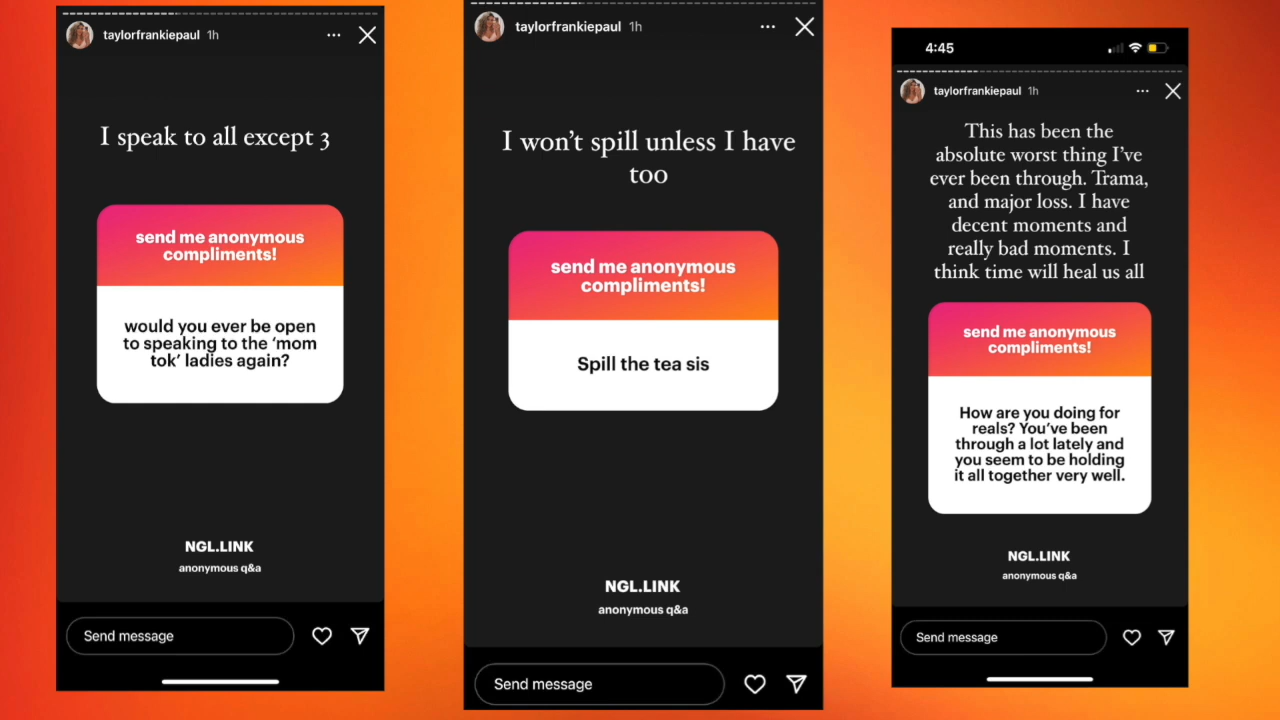 taylorfrankiepaul 1h
I speak to all except 3
send me anonymous
compliments!
would you ever be open
to speaking to the ‘mom
tok’ ladies again?
NGL.LINK
anonymous q&a
Send message
taylorfrankiepaul 1h
I won’t spill unless I have
too
send me anonymous
compliments!
Spill the tea sis
NGL.LINK
anonymous q&a
Send message
4:45
taylorfrankiepaul 1h
This has been the
absolute worst thing I’ve
ever been through. Trama,
and major loss. I have
decent moments and
really bad moments. I
think time will heal us all
send me anonymous
compliments!
How are you doing for
reals? You’ve been
through a lot lately and
you seem to be holding
it all together very well.
NGL.LINK
anonymous q&a
Send message